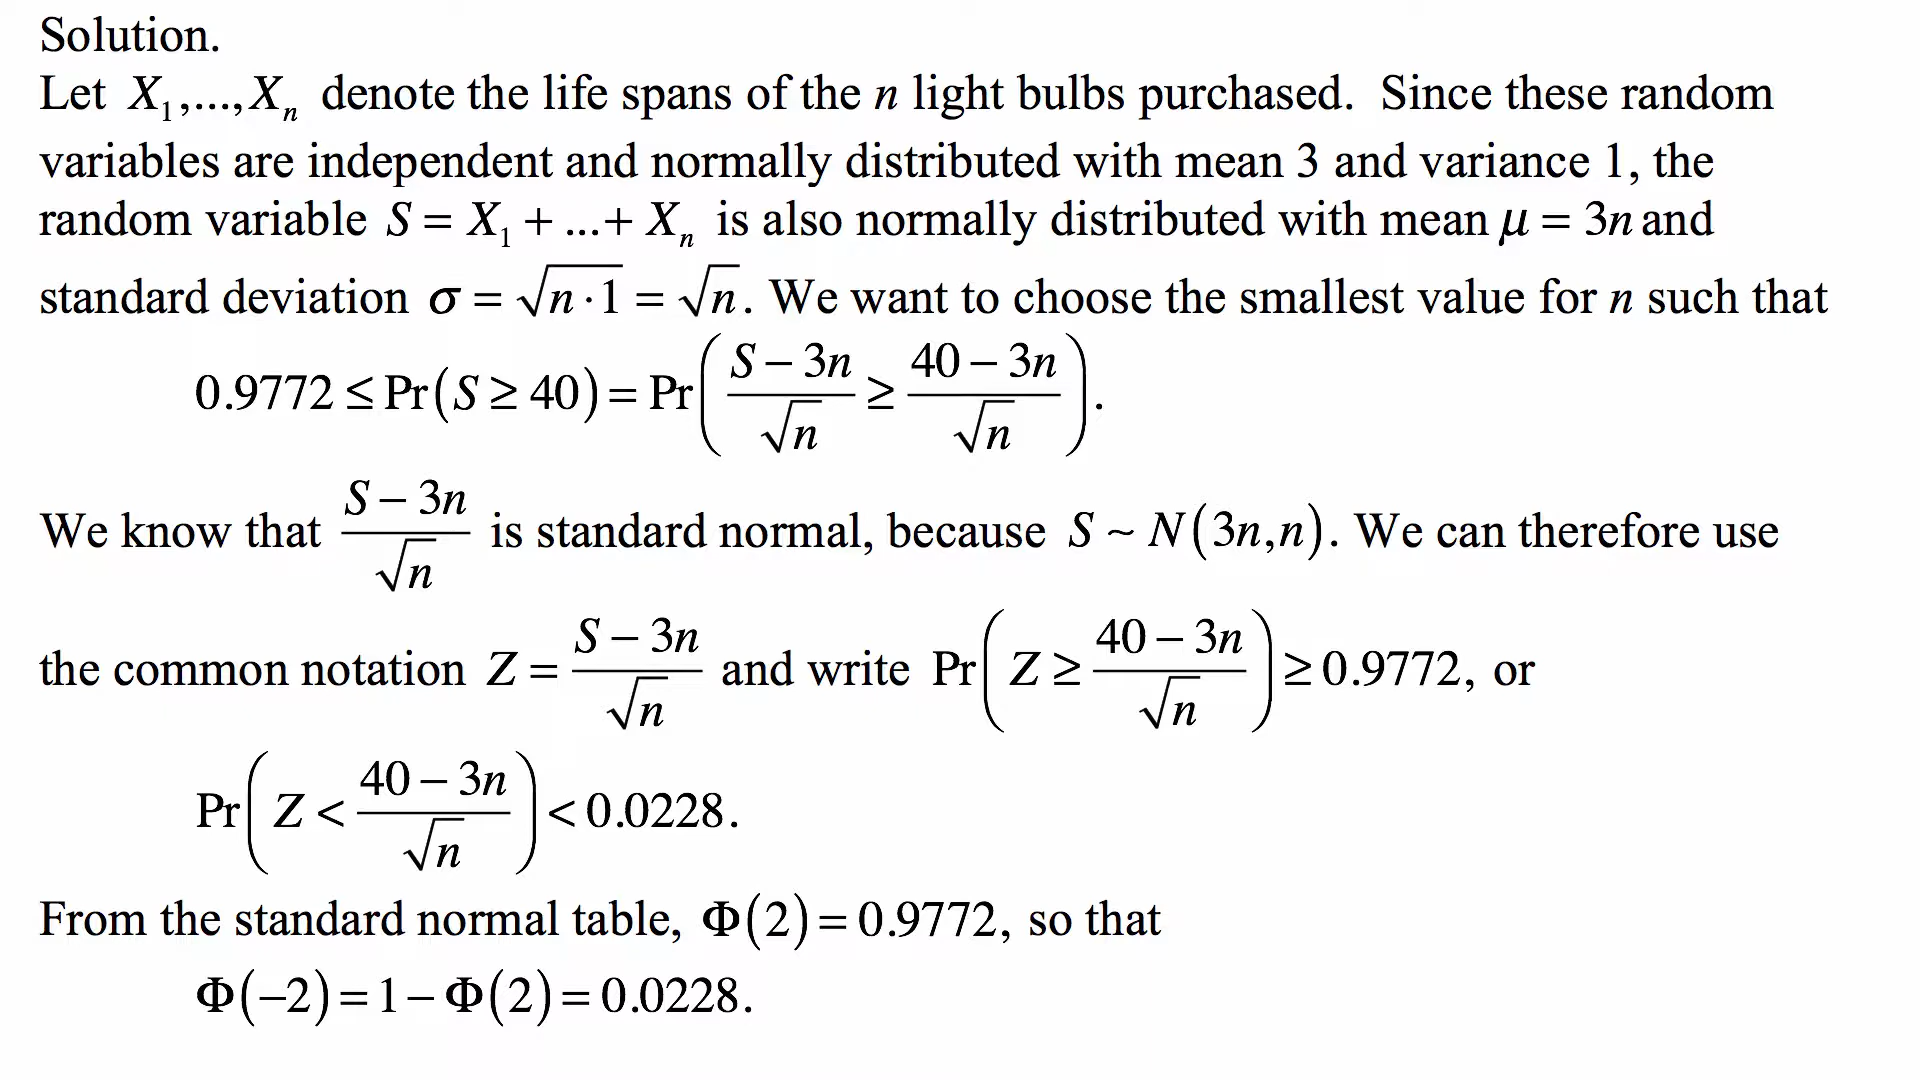 Solution.
Let X₁,...,Xₙ denote the life spans of the n light bulbs purchased. Since these random
variables are independent and normally distributed with mean 3 and variance 1, the
random variable S = X₁ + ...+ Xₙ is also normally distributed with mean μ = 3n and
standard deviation σ = √(n·1) = √n. We want to choose the smallest value for n such that
0.9772 ≤ Pr(S ≥ 40) = Pr((S − 3n)/√n ≥ (40 − 3n)/√n).
We know that (S − 3n)/√n is standard normal, because S ~ N(3n,n). We can therefore use
the common notation Z = (S − 3n)/√n and write Pr(Z ≥ (40 − 3n)/√n) ≥ 0.9772, or
Pr(Z < (40 − 3n)/√n) < 0.0228.
From the standard normal table, Φ(2) = 0.9772, so that
Φ(−2) = 1 − Φ(2) = 0.0228.